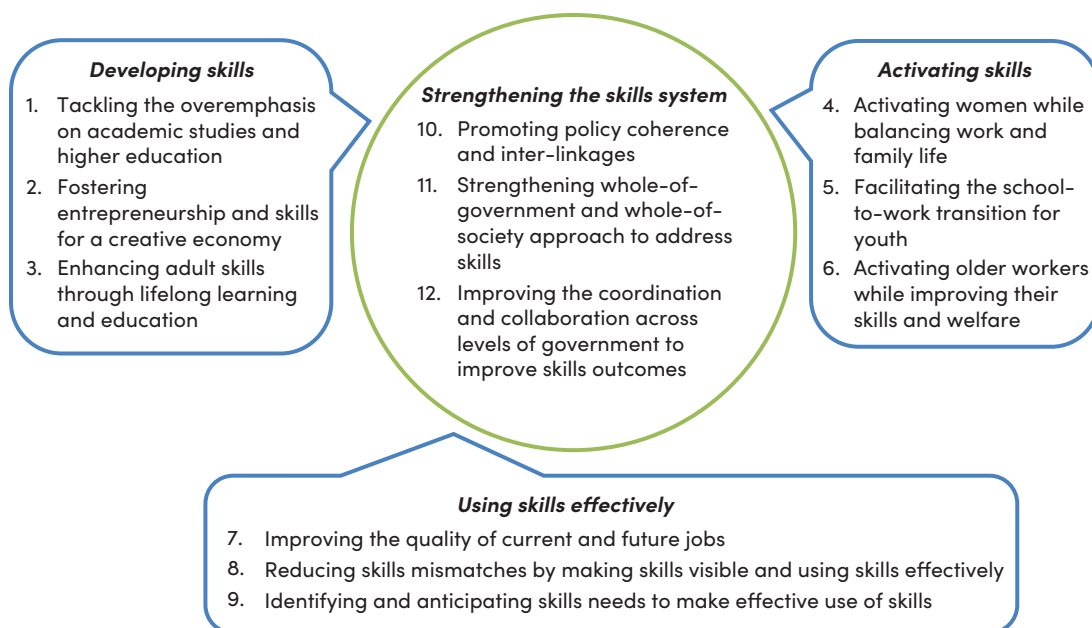 Developing skills
1. Tackling the overemphasis
on academic studies and
higher education
2. Fostering
entrepreneurship and skills
for a creative economy
3. Enhancing adult skills
through lifelong learning
and education
Strengthening the skills system
10. Promoting policy coherence
and inter-linkages
11. Strengthening whole-of-
government and whole-of-
society approach to address
skills
12. Improving the coordination
and collaboration across
levels of government to
improve skills outcomes
Activating skills
4. Activating women while
balancing work and
family life
5. Facilitating the school-
to-work transition for
youth
6. Activating older workers
while improving their
skills and welfare
Using skills effectively
7. Improving the quality of current and future jobs
8. Reducing skills mismatches by making skills visible and using skills effectively
9. Identifying and anticipating skills needs to make effective use of skills